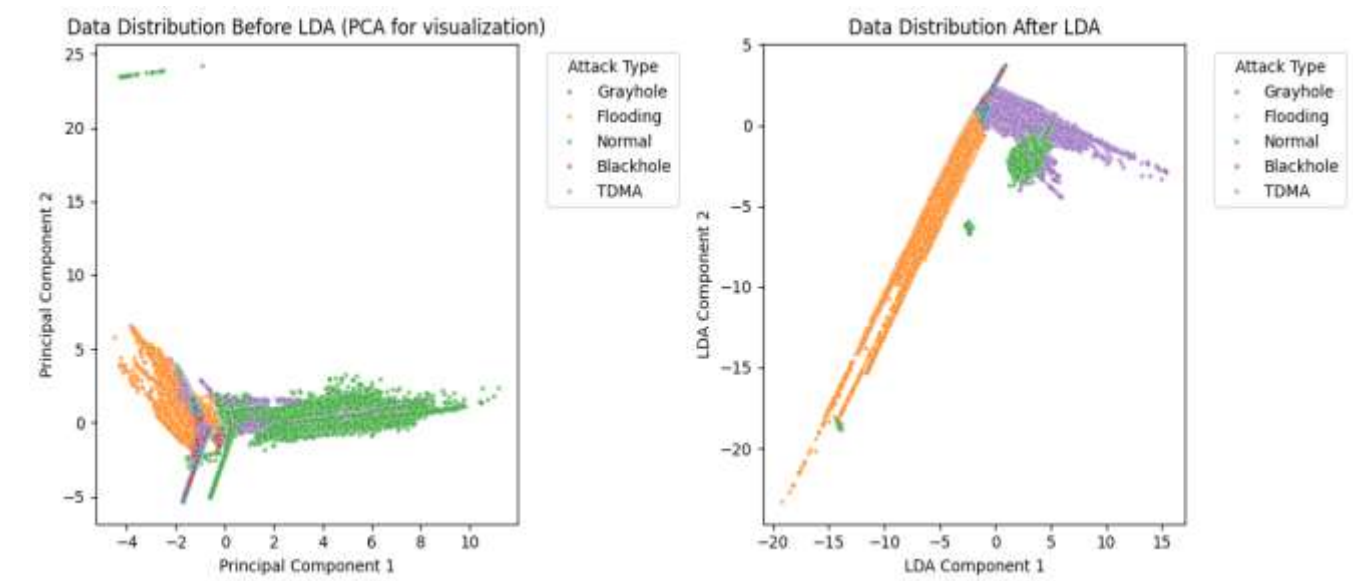 Data Distribution Before LDA (PCA for visualization)
25
20
15
10
5
0
−5
Principal Component 2
−4 −2 0 2 4 6 8 10
Principal Component 1
Attack Type
Grayhole
Flooding
Normal
Blackhole
TDMA
Data Distribution After LDA
5
0
−5
−10
−15
−20
LDA Component 2
−20 −15 −10 −5 0 5 10 15
LDA Component 1
Attack Type
Grayhole
Flooding
Normal
Blackhole
TDMA